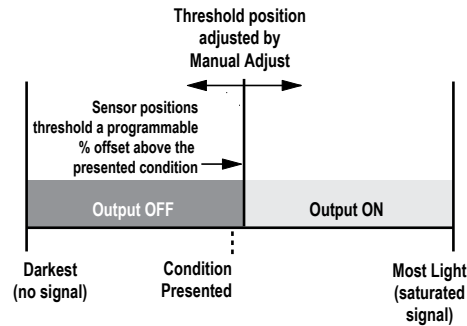 Threshold position
adjusted by
Manual Adjust
Sensor positions
threshold a programmable
% offset above the
presented condition
Output OFF
Output ON
Darkest
(no signal)
Condition
Presented
Most Light
(saturated
signal)